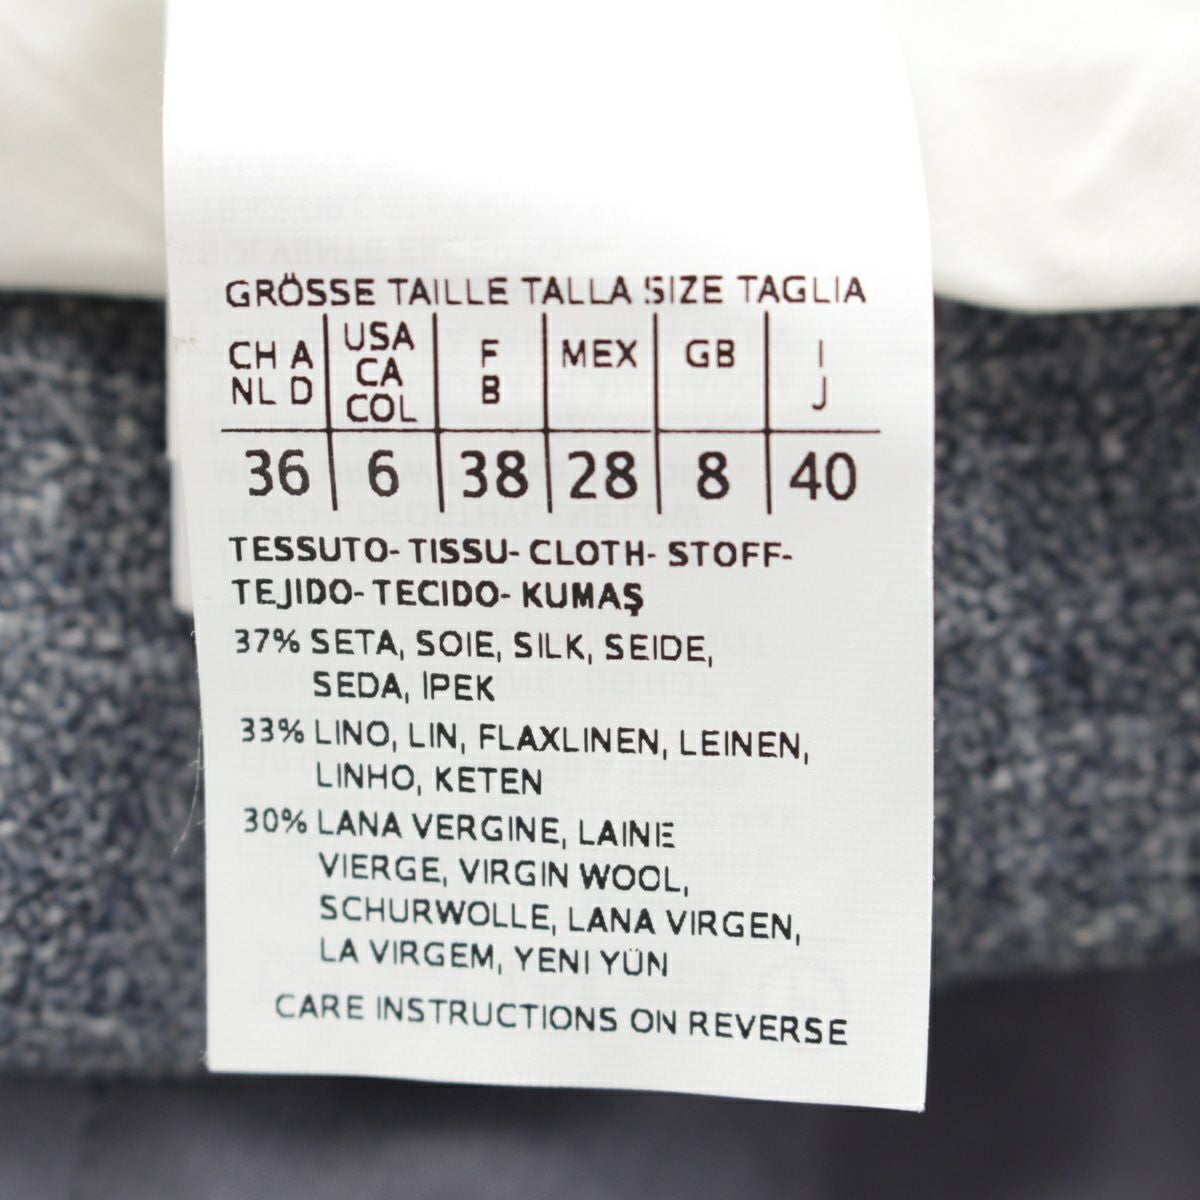 GRÖSSE TAILLE TALLA SIZE TAGLIA
CH A NL D | USA CA COL | F B | MEX | GB | I J
36 | 6 | 38 | 28 | 8 | 40
TESSUTO- TISSU- CLOTH- STOFF-
TEJIDO- TECIDO- KUMAŞ
37% SETA, SOIE, SILK, SEIDE,
SEDA, İPEK
33% LINO, LIN, FLAXLINEN, LEINEN,
LINHO, KETEN
30% LANA VERGINE, LAINE
VIERGE, VIRGIN WOOL,
SCHURWOLLE, LANA VIRGEN,
LA VIRGEM, YENI YÜN
CARE INSTRUCTIONS ON REVERSE